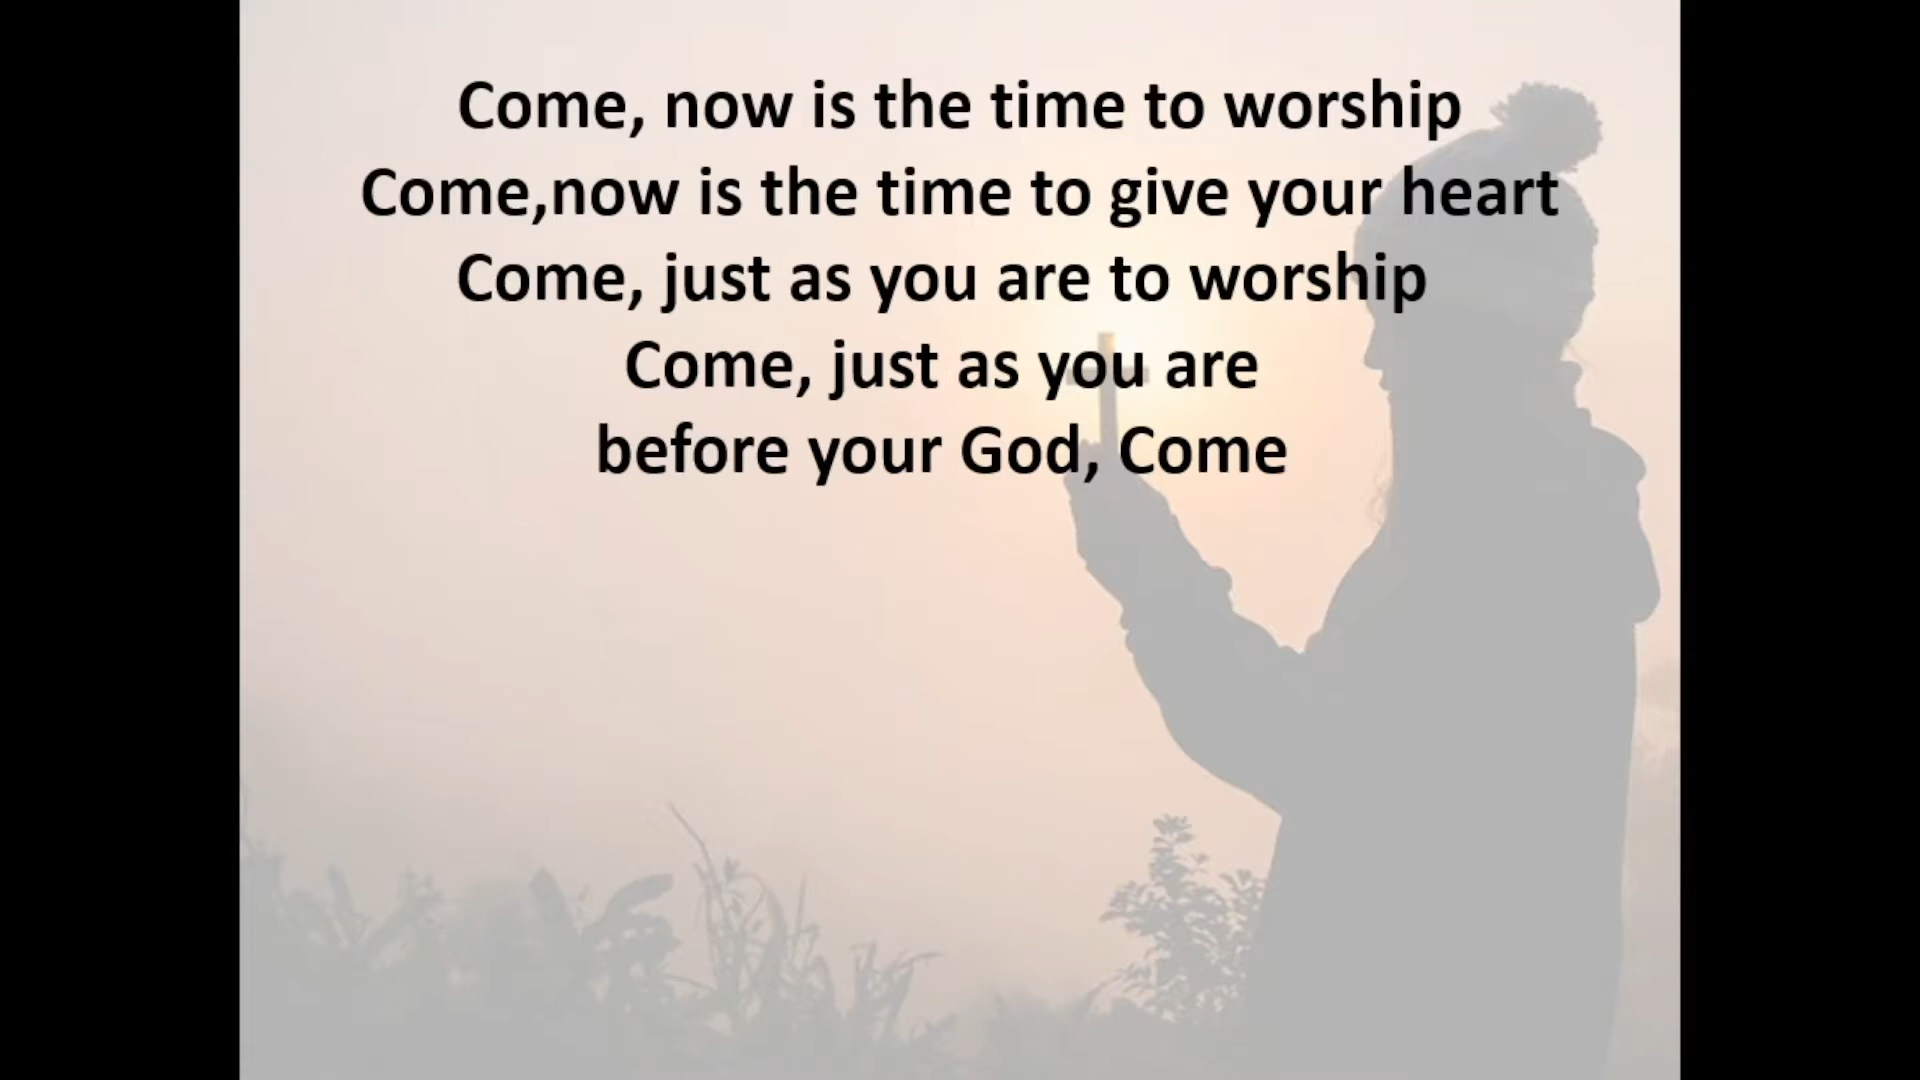 Come, now is the time to worship
Come,now is the time to give your heart
Come, just as you are to worship
Come, just as you are
before your God, Come